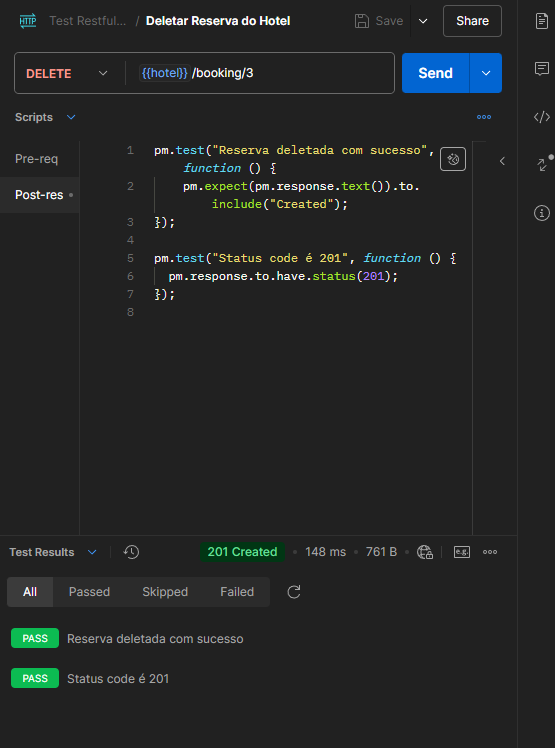 HTTP Test Restful... / Deletar Reserva do Hotel Save Share
DELETE {{hotel}} /booking/3 Send
Scripts
Pre-req
Post-res
1 pm.test("Reserva deletada com sucesso",
function () {
2 pm.expect(pm.response.text()).to.
include("Created");
3 });
4
5 pm.test("Status code é 201", function () {
6 pm.response.to.have.status(201);
7 });
8
Test Results 201 Created • 148 ms • 761 B • e.g.
All Passed Skipped Failed
PASS Reserva deletada com sucesso
PASS Status code é 201